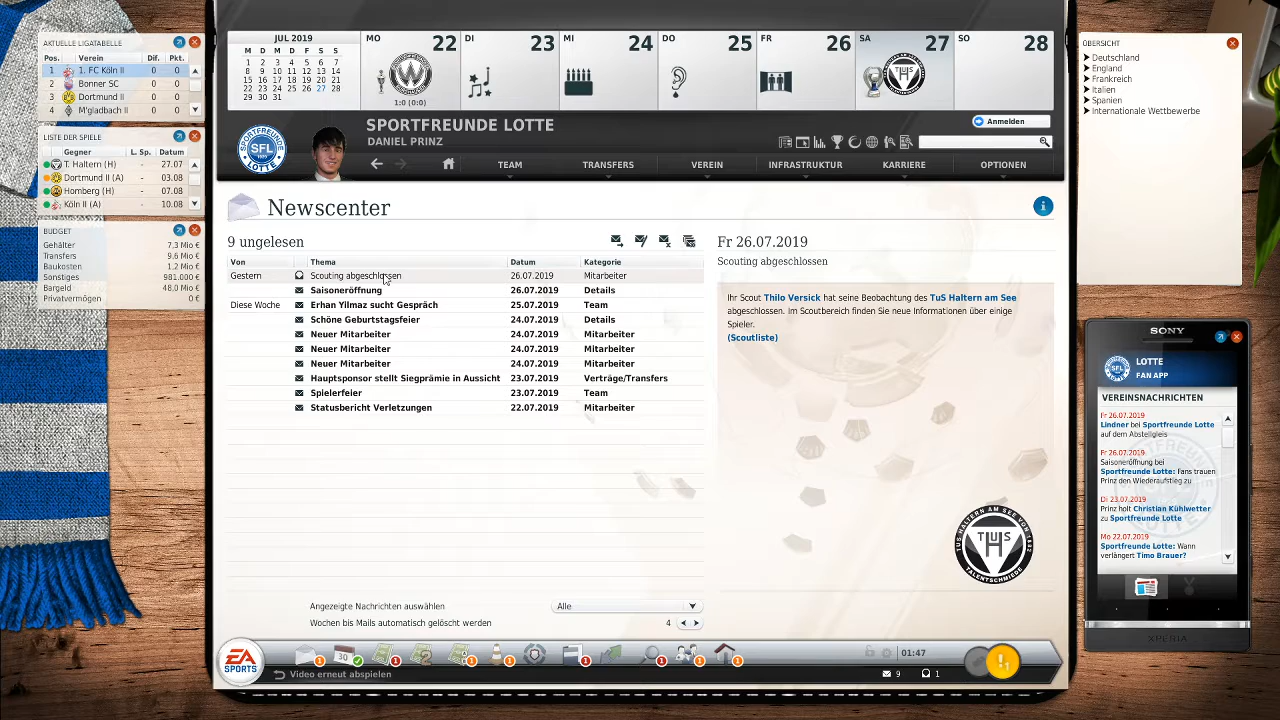 AKTUELLE LIGATABELLE
Pos. Verein Dif. Pkt.
1 1. FC Köln II 0 0
2 Bonner SC 0 0
3 Dortmund II 0 0
4 M'gladbach II 0 0
LISTE DER SPIELE
Gegner L. Sp. Datum
T. Haltern (H) - 27.07
Dortmund II (A) - 03.08
Homberg (H) - 07.08
Köln II (A) - 10.08
BUDGET
Gehälter 7.3 Mio €
Transfers 9.6 Mio €
Baukosten 1.2 Mio €
Sonstiges 981.000 €
Bargeld 48,0 Mio €
Privatvermögen 0 €
JUL 2019
M D M D F S S
1 2 3 4 5 6 7
8 9 10 11 12 13 14
15 16 17 18 19 20 21
22 23 24 25 26 27 28
29 30 31
MO 22
1:0 (0:0)
DI 23
MI 24
DO 25
FR 26
SA 27
SO 28
SPORTFREUNDE LOTTE
DANIEL PRINZ
Anmelden
TEAM TRANSFERS VEREIN INFRASTRUKTUR KARRIERE OPTIONEN
Newscenter
9 ungelesen
Von Thema Datum Kategorie
Gestern Scouting abgeschlossen 26.07.2019 Mitarbeiter
Saisoneröffnung 26.07.2019 Details
Diese Woche Erhan Yilmaz sucht Gespräch 25.07.2019 Team
Schöne Geburtstagsfeier 24.07.2019 Details
Neuer Mitarbeiter 24.07.2019 Mitarbeiter
Neuer Mitarbeiter 24.07.2019 Mitarbeiter
Neuer Mitarbeiter 24.07.2019 Mitarbeiter
Hauptsponsor stellt Siegprämie in Aussicht 23.07.2019 Verträge/Transfers
Spielerfeier 23.07.2019 Team
Statusbericht Verletzungen 22.07.2019 Mitarbeiter
Angezeigte Nachrichten auswählen Alle
Wochen bis Mails automatisch gelöscht werden 4
Fr 26.07.2019
Scouting abgeschlossen
Ihr Scout Thilo Versick hat seine Beobachtung des TuS Haltern am See
abgeschlossen. Im Scoutbereich finden Sie neue Informationen über einige
Spieler.
(Scoutliste)
TUS HALTERN AM SEE VON 1882
TUS H
TALENTSCHMIEDE
EA
SPORTS
01:47
Video erneut abspielen
9 1
ÜBERSICHT
Deutschland
England
Frankreich
Italien
Spanien
Internationale Wettbewerbe
SONY
LOTTE
FAN APP
VEREINSNACHRICHTEN
Fr 26.07.2019
Lindner bei Sportfreunde Lotte
auf dem Abstellgleis
Fr 26.07.2019
Saisoneröffnung bei
Sportfreunde Lotte: Fans trauen
Prinz den Wiederaufstieg zu
Di 23.07.2019
Prinz holt Christian Kühlwetter
zu Sportfreunde Lotte
Mo 22.07.2019
Sportfreunde Lotte: Wann
verlängert Timo Brauer?
XPERIA